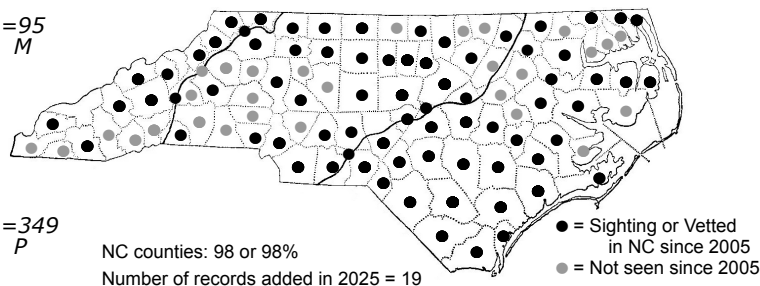 =95
M
=349
P
NC counties: 98 or 98%
Number of records added in 2025 = 19
● = Sighting or Vetted
in NC since 2005
● = Not seen since 2005